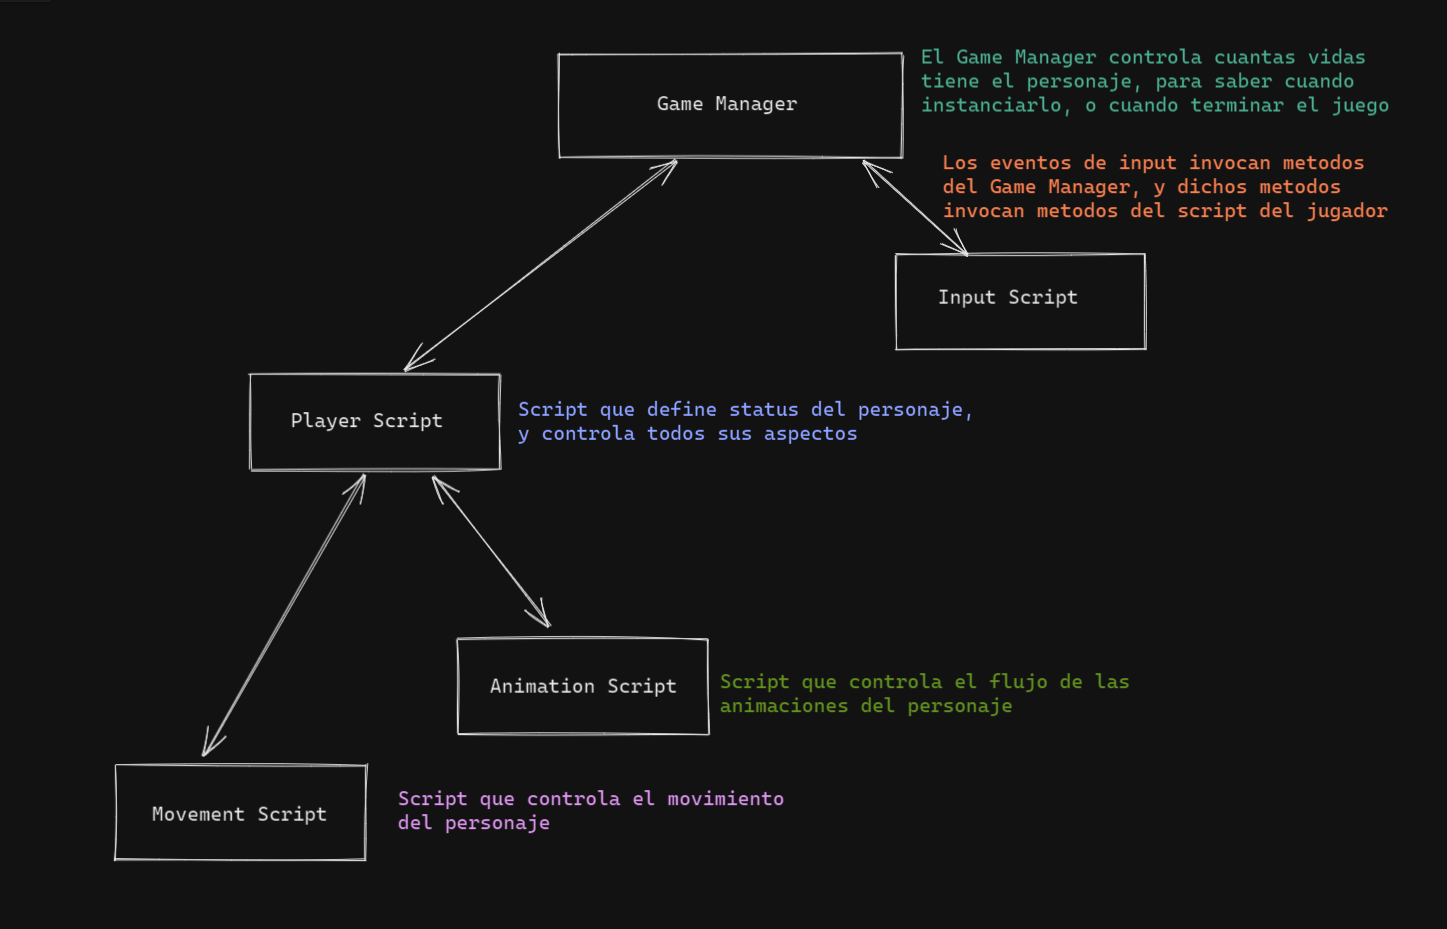 Game Manager
El Game Manager controla cuantas vidas
tiene el personaje, para saber cuando
instanciarlo, o cuando terminar el juego
Los eventos de input invocan metodos
del Game Manager, y dichos metodos
invocan metodos del script del jugador
Input Script
Player Script
Script que define status del personaje,
y controla todos sus aspectos
Animation Script
Script que controla el flujo de las
animaciones del personaje
Movement Script
Script que controla el movimiento
del personaje